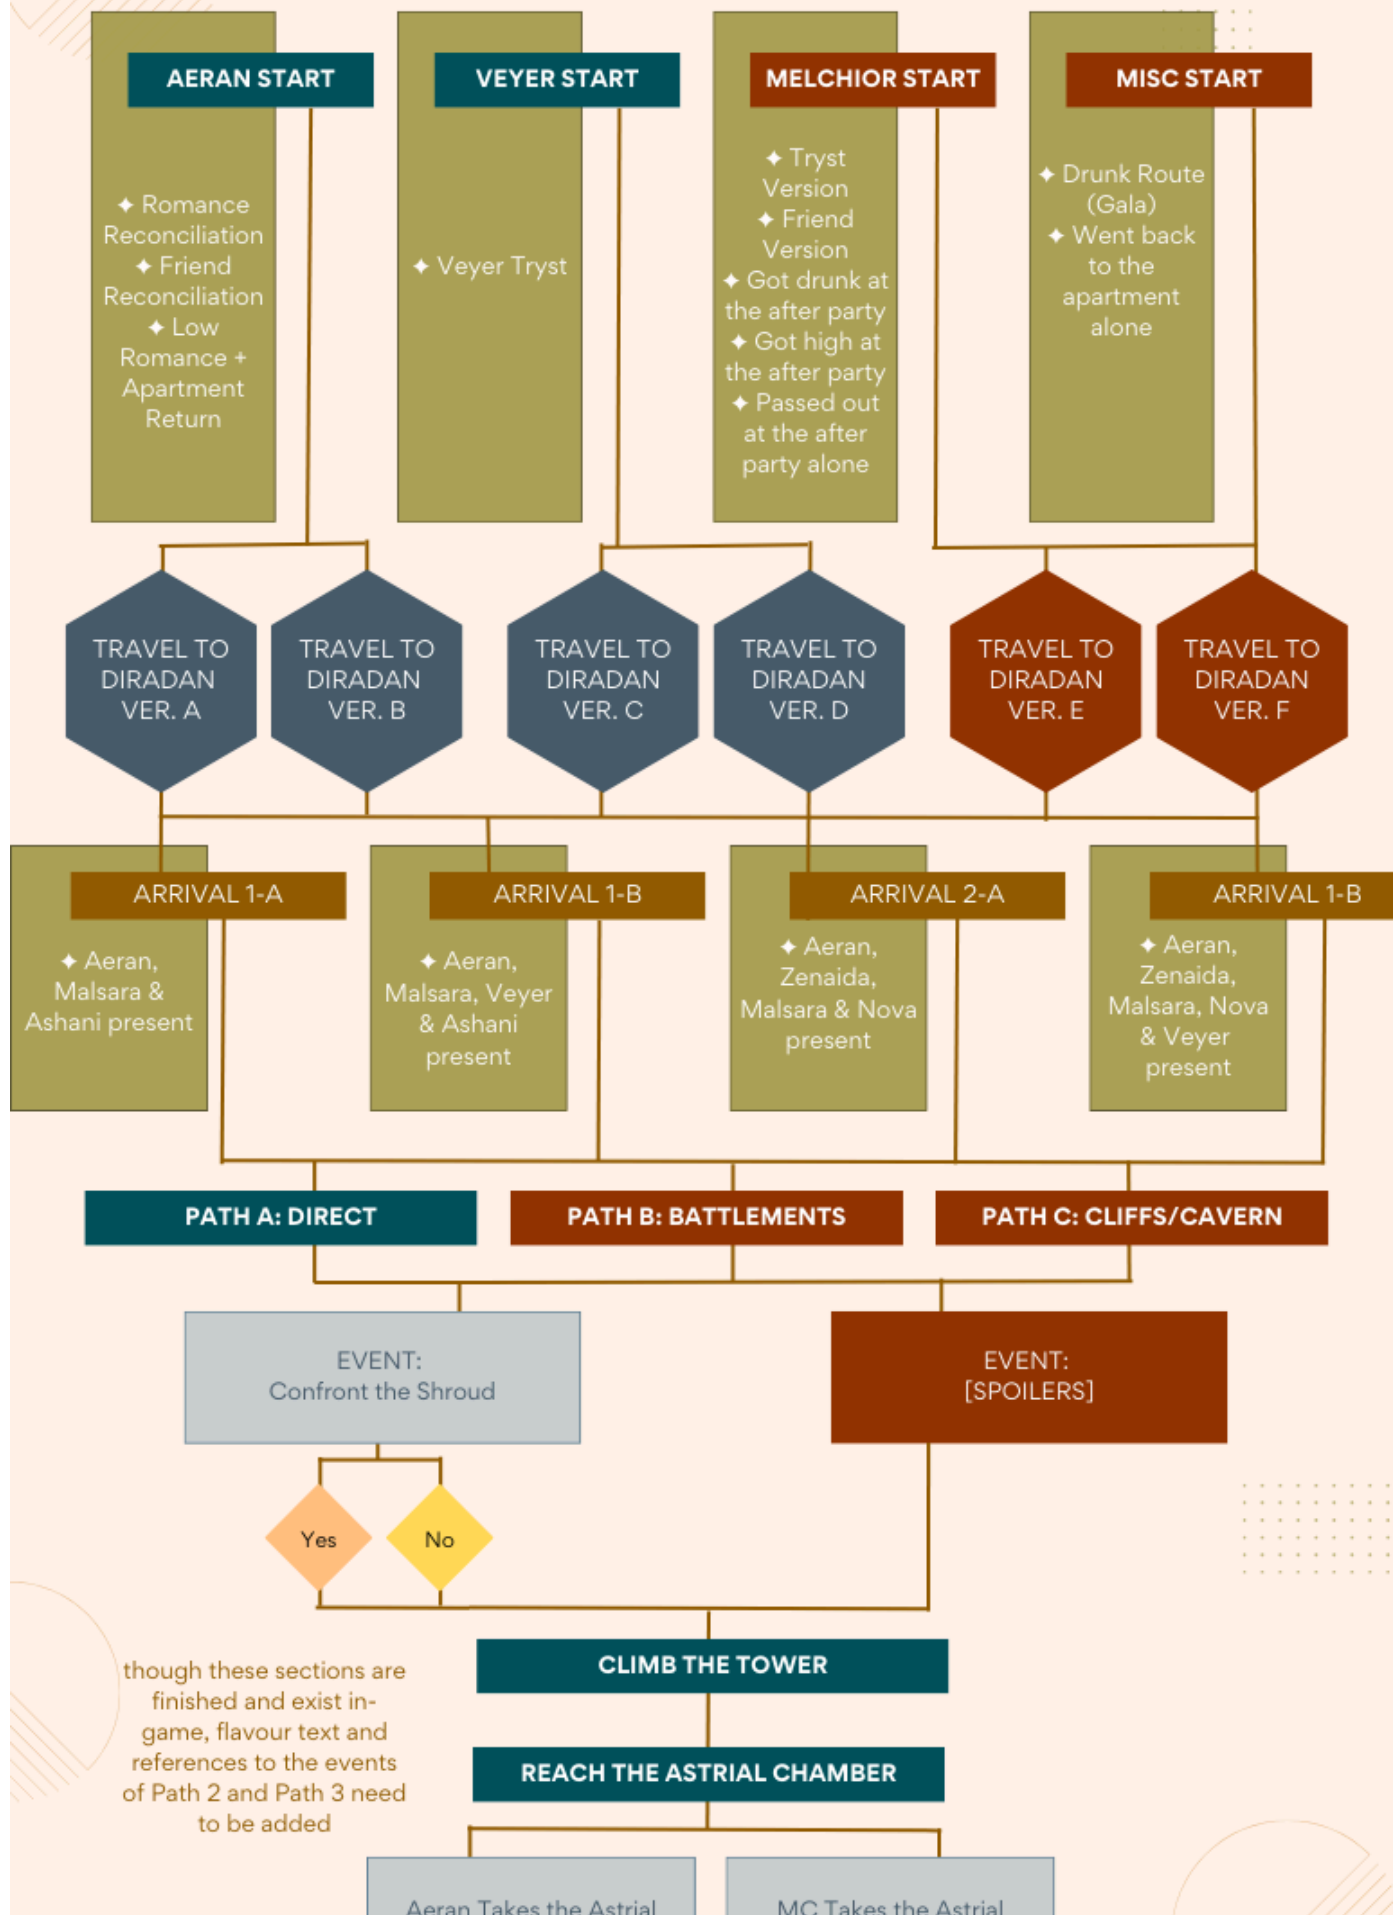 AERAN START
✦ Romance
Reconciliation
✦ Friend
Reconciliation
✦ Low
Romance +
Apartment
Return
VEYER START
✦ Veyer Tryst
MELCHIOR START
✦ Tryst
Version
✦ Friend
Version
✦ Got drunk at
the after party
✦ Got high at
the after party
✦ Passed out
at the after
party alone
MISC START
✦ Drunk Route
(Gala)
✦ Went back
to the
apartment
alone
TRAVEL TO
DIRADAN
VER. A
TRAVEL TO
DIRADAN
VER. B
TRAVEL TO
DIRADAN
VER. C
TRAVEL TO
DIRADAN
VER. D
TRAVEL TO
DIRADAN
VER. E
TRAVEL TO
DIRADAN
VER. F
ARRIVAL 1-A
✦ Aeran,
Malsara &
Ashani present
ARRIVAL 1-B
✦ Aeran,
Malsara, Veyer
& Ashani
present
ARRIVAL 2-A
✦ Aeran,
Zenaida,
Malsara & Nova
present
ARRIVAL 1-B
✦ Aeran,
Zenaida,
Malsara, Nova
& Veyer
present
PATH A: DIRECT
PATH B: BATTLEMENTS
PATH C: CLIFFS/CAVERN
EVENT:
Confront the Shroud
EVENT:
[SPOILERS]
Yes
No
CLIMB THE TOWER
though these sections are
finished and exist in-
game, flavour text and
references to the events
of Path 2 and Path 3 need
to be added
REACH THE ASTRIAL CHAMBER
Aeran Takes the Astrial
MC Takes the Astrial